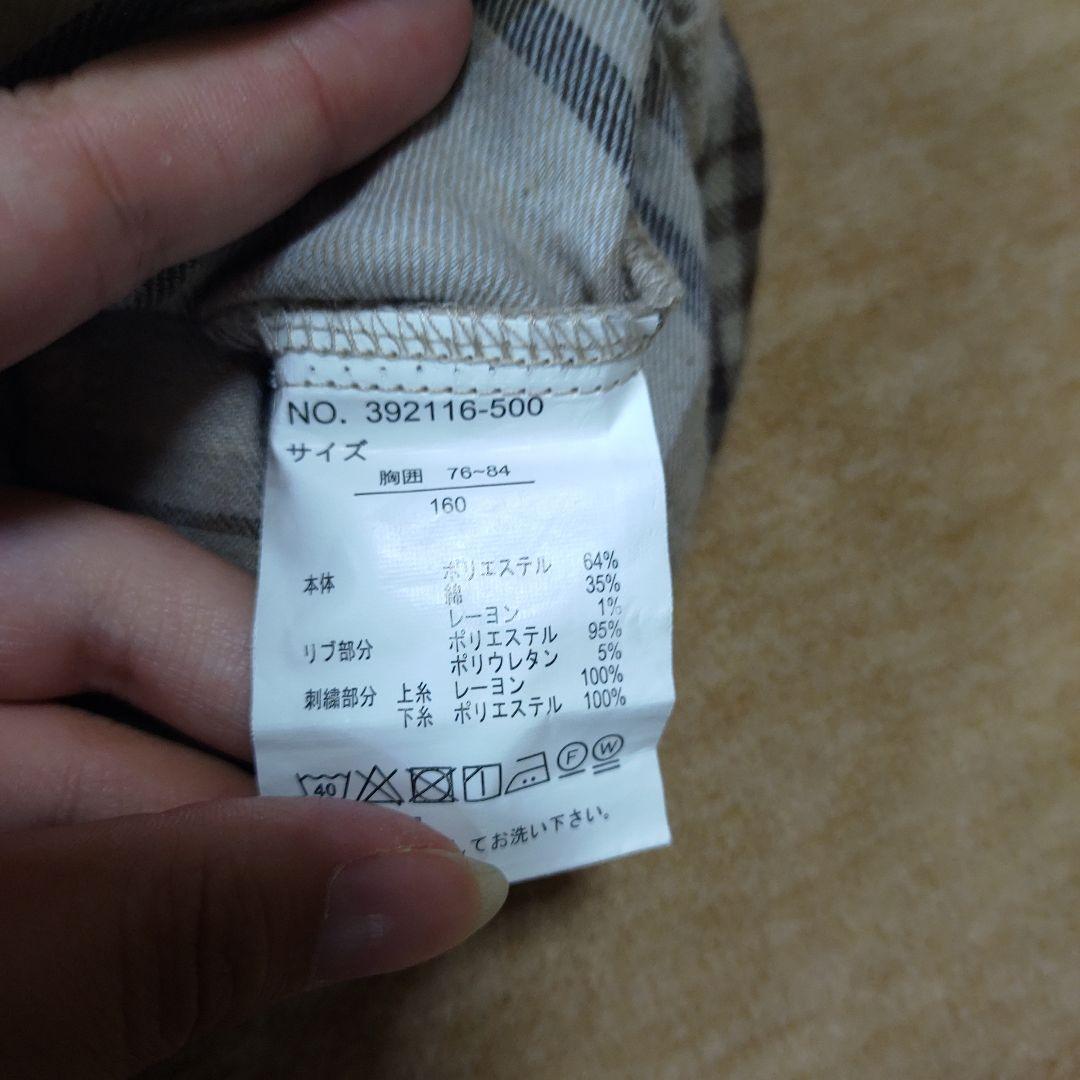 NO. 392116-500
サイズ
胸囲 76~84
160
本体 ポリエステル 64%
綿 35%
レーヨン 1%
リブ部分 ポリエステル 95%
ポリウレタン 5%
刺繍部分 上糸 レーヨン 100%
下糸 ポリエステル 100%
40 F W
てお洗い下さい。